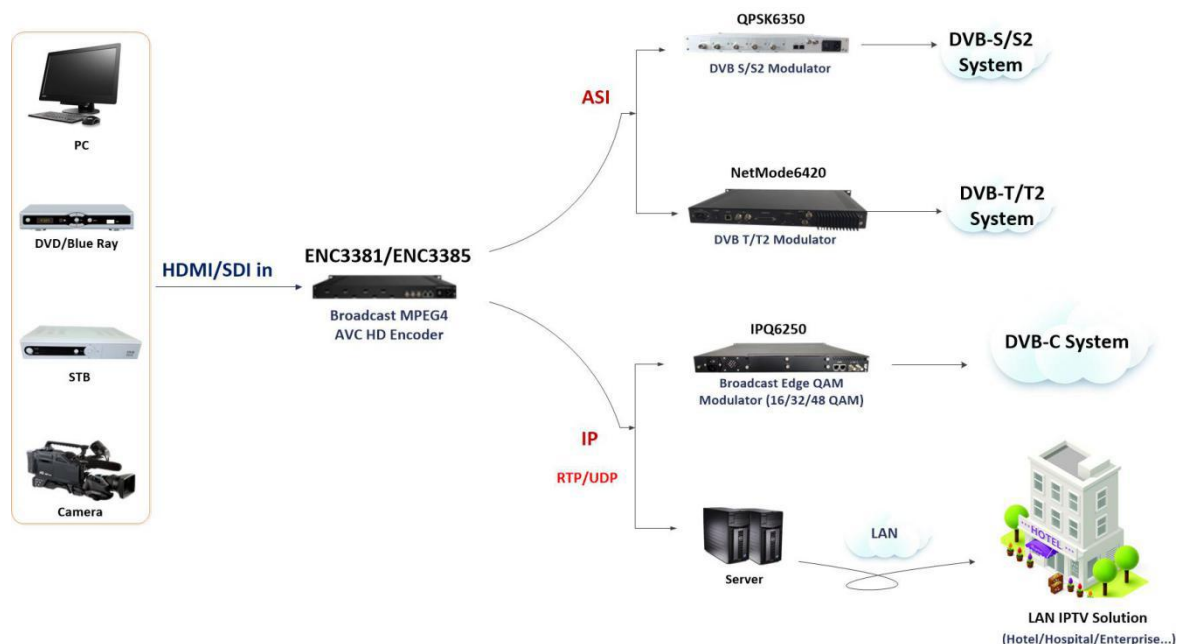 PC
DVD/Blue Ray
STB
Camera
HDMI/SDI in
ENC3381/ENC3385
Broadcast MPEG4
AVC HD Encoder
ASI
QPSK6350
DVB S/S2 Modulator
DVB-S/S2
System
NetMode6420
DVB T/T2 Modulator
DVB-T/T2
System
IP
RTP/UDP
IPQ6250
Broadcast Edge QAM
Modulator (16/32/48 QAM)
DVB-C System
Server
LAN
HOTEL
LAN IPTV Solution
(Hotel/Hospital/Enterprise...)